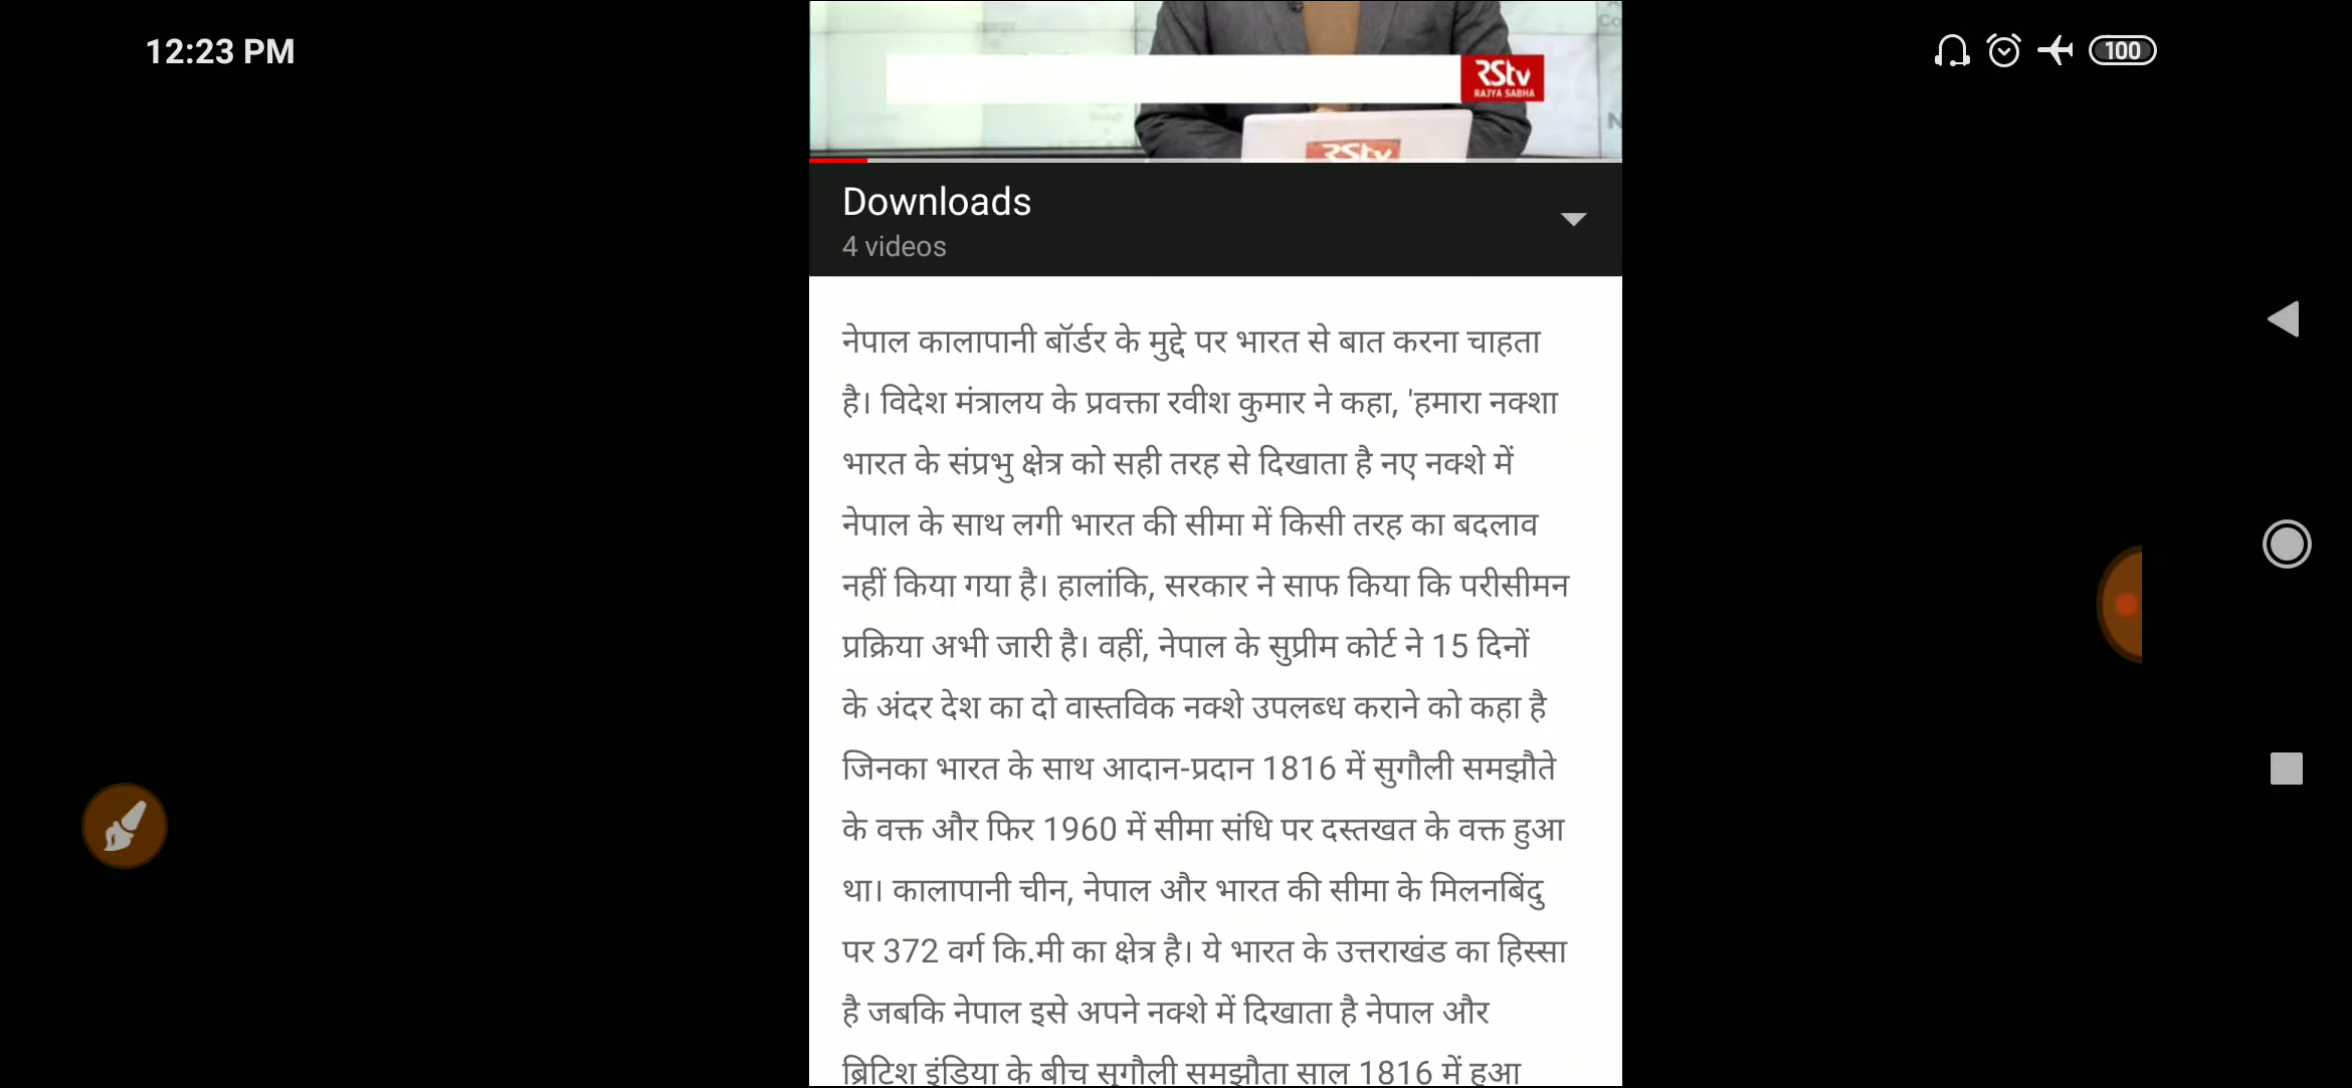 12:23 PM
100
RStv
RAJYA SABHA
RStv
Downloads
4 videos
नेपाल कालापानी बॉर्डर के मुद्दे पर भारत से बात करना चाहता
है। विदेश मंत्रालय के प्रवक्ता रवीश कुमार ने कहा, 'हमारा नक्शा
भारत के संप्रभु क्षेत्र को सही तरह से दिखाता है नए नक्शे में
नेपाल के साथ लगी भारत की सीमा में किसी तरह का बदलाव
नहीं किया गया है। हालांकि, सरकार ने साफ किया कि परीसीमन
प्रक्रिया अभी जारी है। वहीं, नेपाल के सुप्रीम कोर्ट ने 15 दिनों
के अंदर देश का दो वास्तविक नक्शे उपलब्ध कराने को कहा है
जिनका भारत के साथ आदान-प्रदान 1816 में सुगौली समझौते
के वक्त और फिर 1960 में सीमा संधि पर दस्तखत के वक्त हुआ
था। कालापानी चीन, नेपाल और भारत की सीमा के मिलनबिंदु
पर 372 वर्ग कि.मी का क्षेत्र है। ये भारत के उत्तराखंड का हिस्सा
है जबकि नेपाल इसे अपने नक्शे में दिखाता है नेपाल और
ब्रिटिश इंडिया के बीच सुगौली समझौता साल 1816 में हुआ